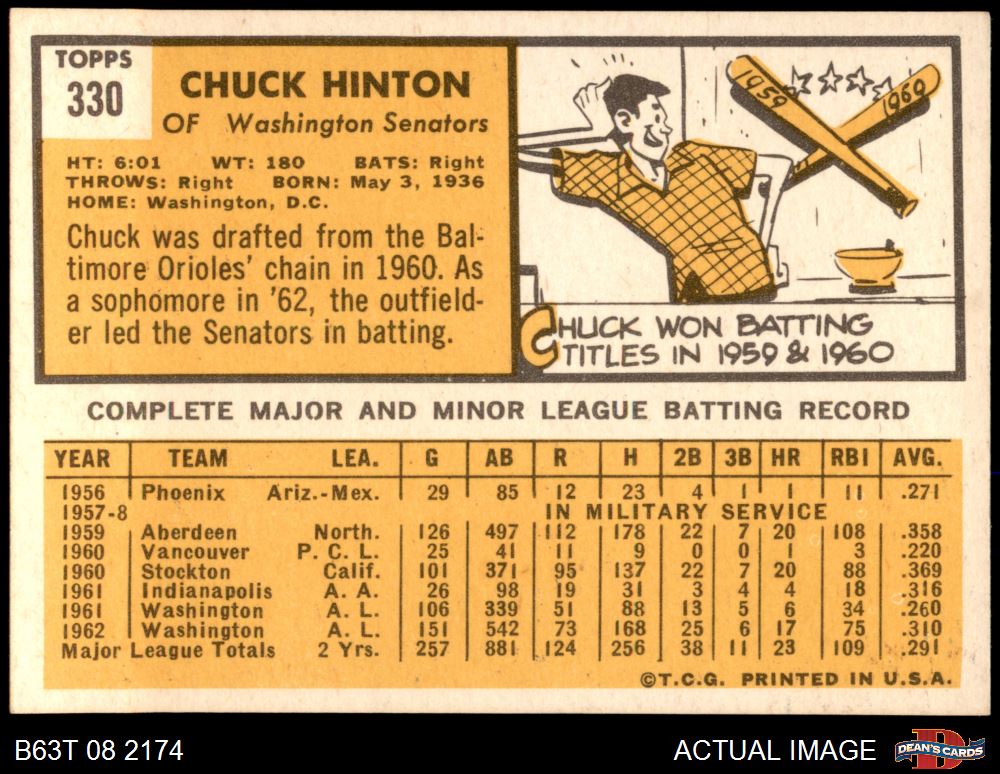 TOPPS
330
CHUCK HINTON
OF Washington Senators
HT: 6:01 WT: 180 BATS: Right
THROWS: Right BORN: May 3, 1936
HOME: Washington, D.C.
Chuck was drafted from the Bal-
timore Orioles' chain in 1960. As
a sophomore in '62, the outfield-
er led the Senators in batting.
1959
1960
CHUCK WON BATTING
TITLES IN 1959 & 1960
COMPLETE MAJOR AND MINOR LEAGUE BATTING RECORD
YEAR TEAM LEA. G AB R H 2B 3B HR RBI AVG.
1956 Phoenix Ariz.-Mex. 29 85 12 23 4 1 1 11 .271
1957-8 IN MILITARY SERVICE
1959 Aberdeen North. 126 497 112 178 22 7 20 108 .358
1960 Vancouver P. C. L. 25 41 11 9 0 0 1 3 .220
1960 Stockton Calif. 101 371 95 137 22 7 20 88 .369
1961 Indianapolis A. A. 26 98 19 31 3 4 4 18 .316
1961 Washington A. L. 106 339 51 88 13 5 6 34 .260
1962 Washington A. L. 151 542 73 168 25 6 17 75 .310
Major League Totals 2 Yrs. 257 881 124 256 38 11 23 109 .291
©T.C.G. PRINTED IN U.S.A.
B63T 08 2174
ACTUAL IMAGE
D
DEAN'S CARDS